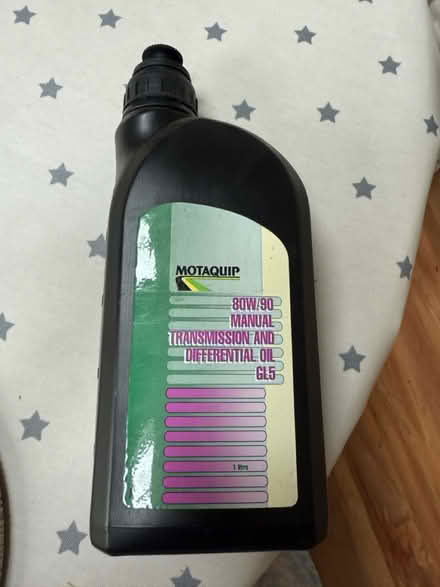 MOTAQUIP
80W/90
MANUAL
TRANSMISSION AND
DIFFERENTIAL OIL
GL5
1 litre